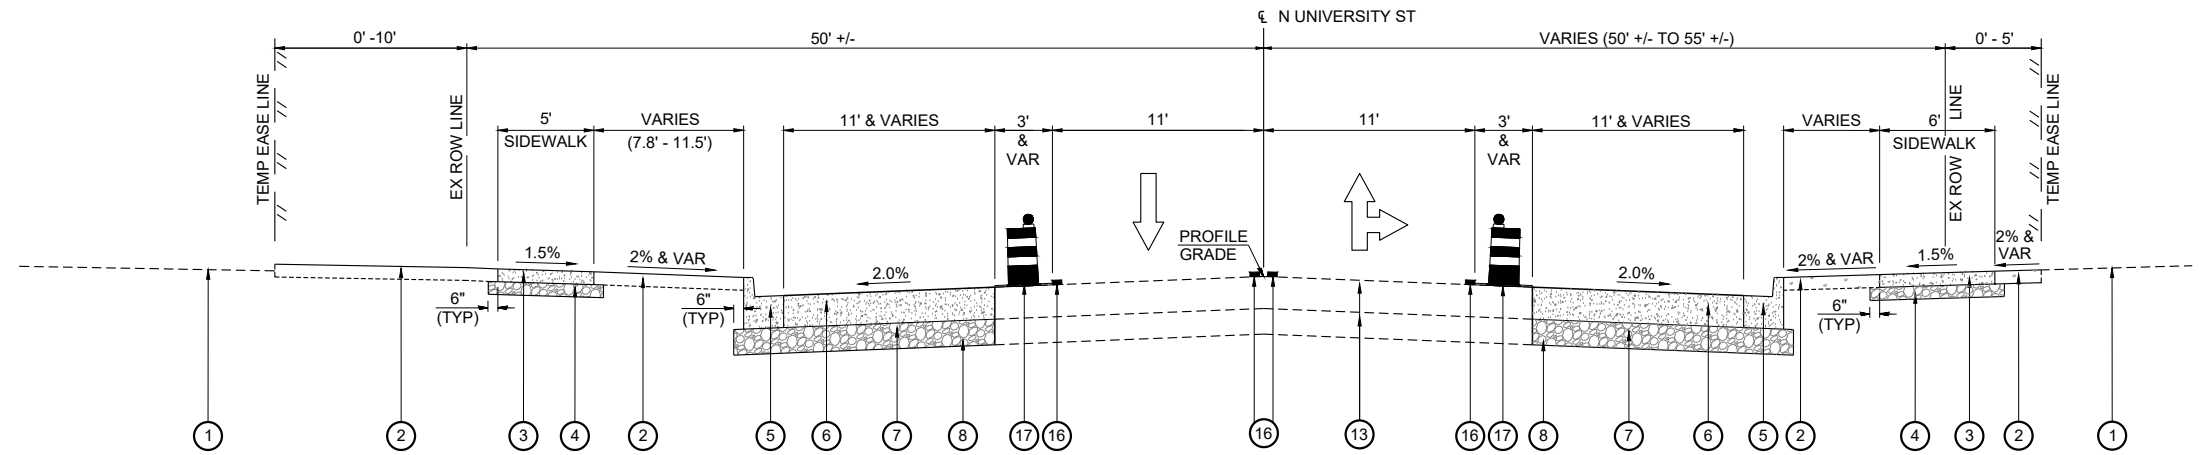 ℄ N UNIVERSITY ST
0' -10'
50' +/-
VARIES (50' +/- TO 55' +/-)
0' - 5'
TEMP EASE LINE
EX ROW LINE
5'
SIDEWALK
VARIES
(7.8' - 11.5')
11' & VARIES
3'
&
VAR
11'
11'
3'
&
VAR
11' & VARIES
VARIES
6'
SIDEWALK
EX ROW LINE
TEMP EASE LINE
1.5%
2% & VAR
2.0%
PROFILE
GRADE
2.0%
2% & VAR
1.5%
2% &
VAR
6"
(TYP)
6"
(TYP)
6"
(TYP)
1
2
3
4
2
5
6
7
8
17
16
16
13
16
17
8
7
6
5
2
4
3
2
1